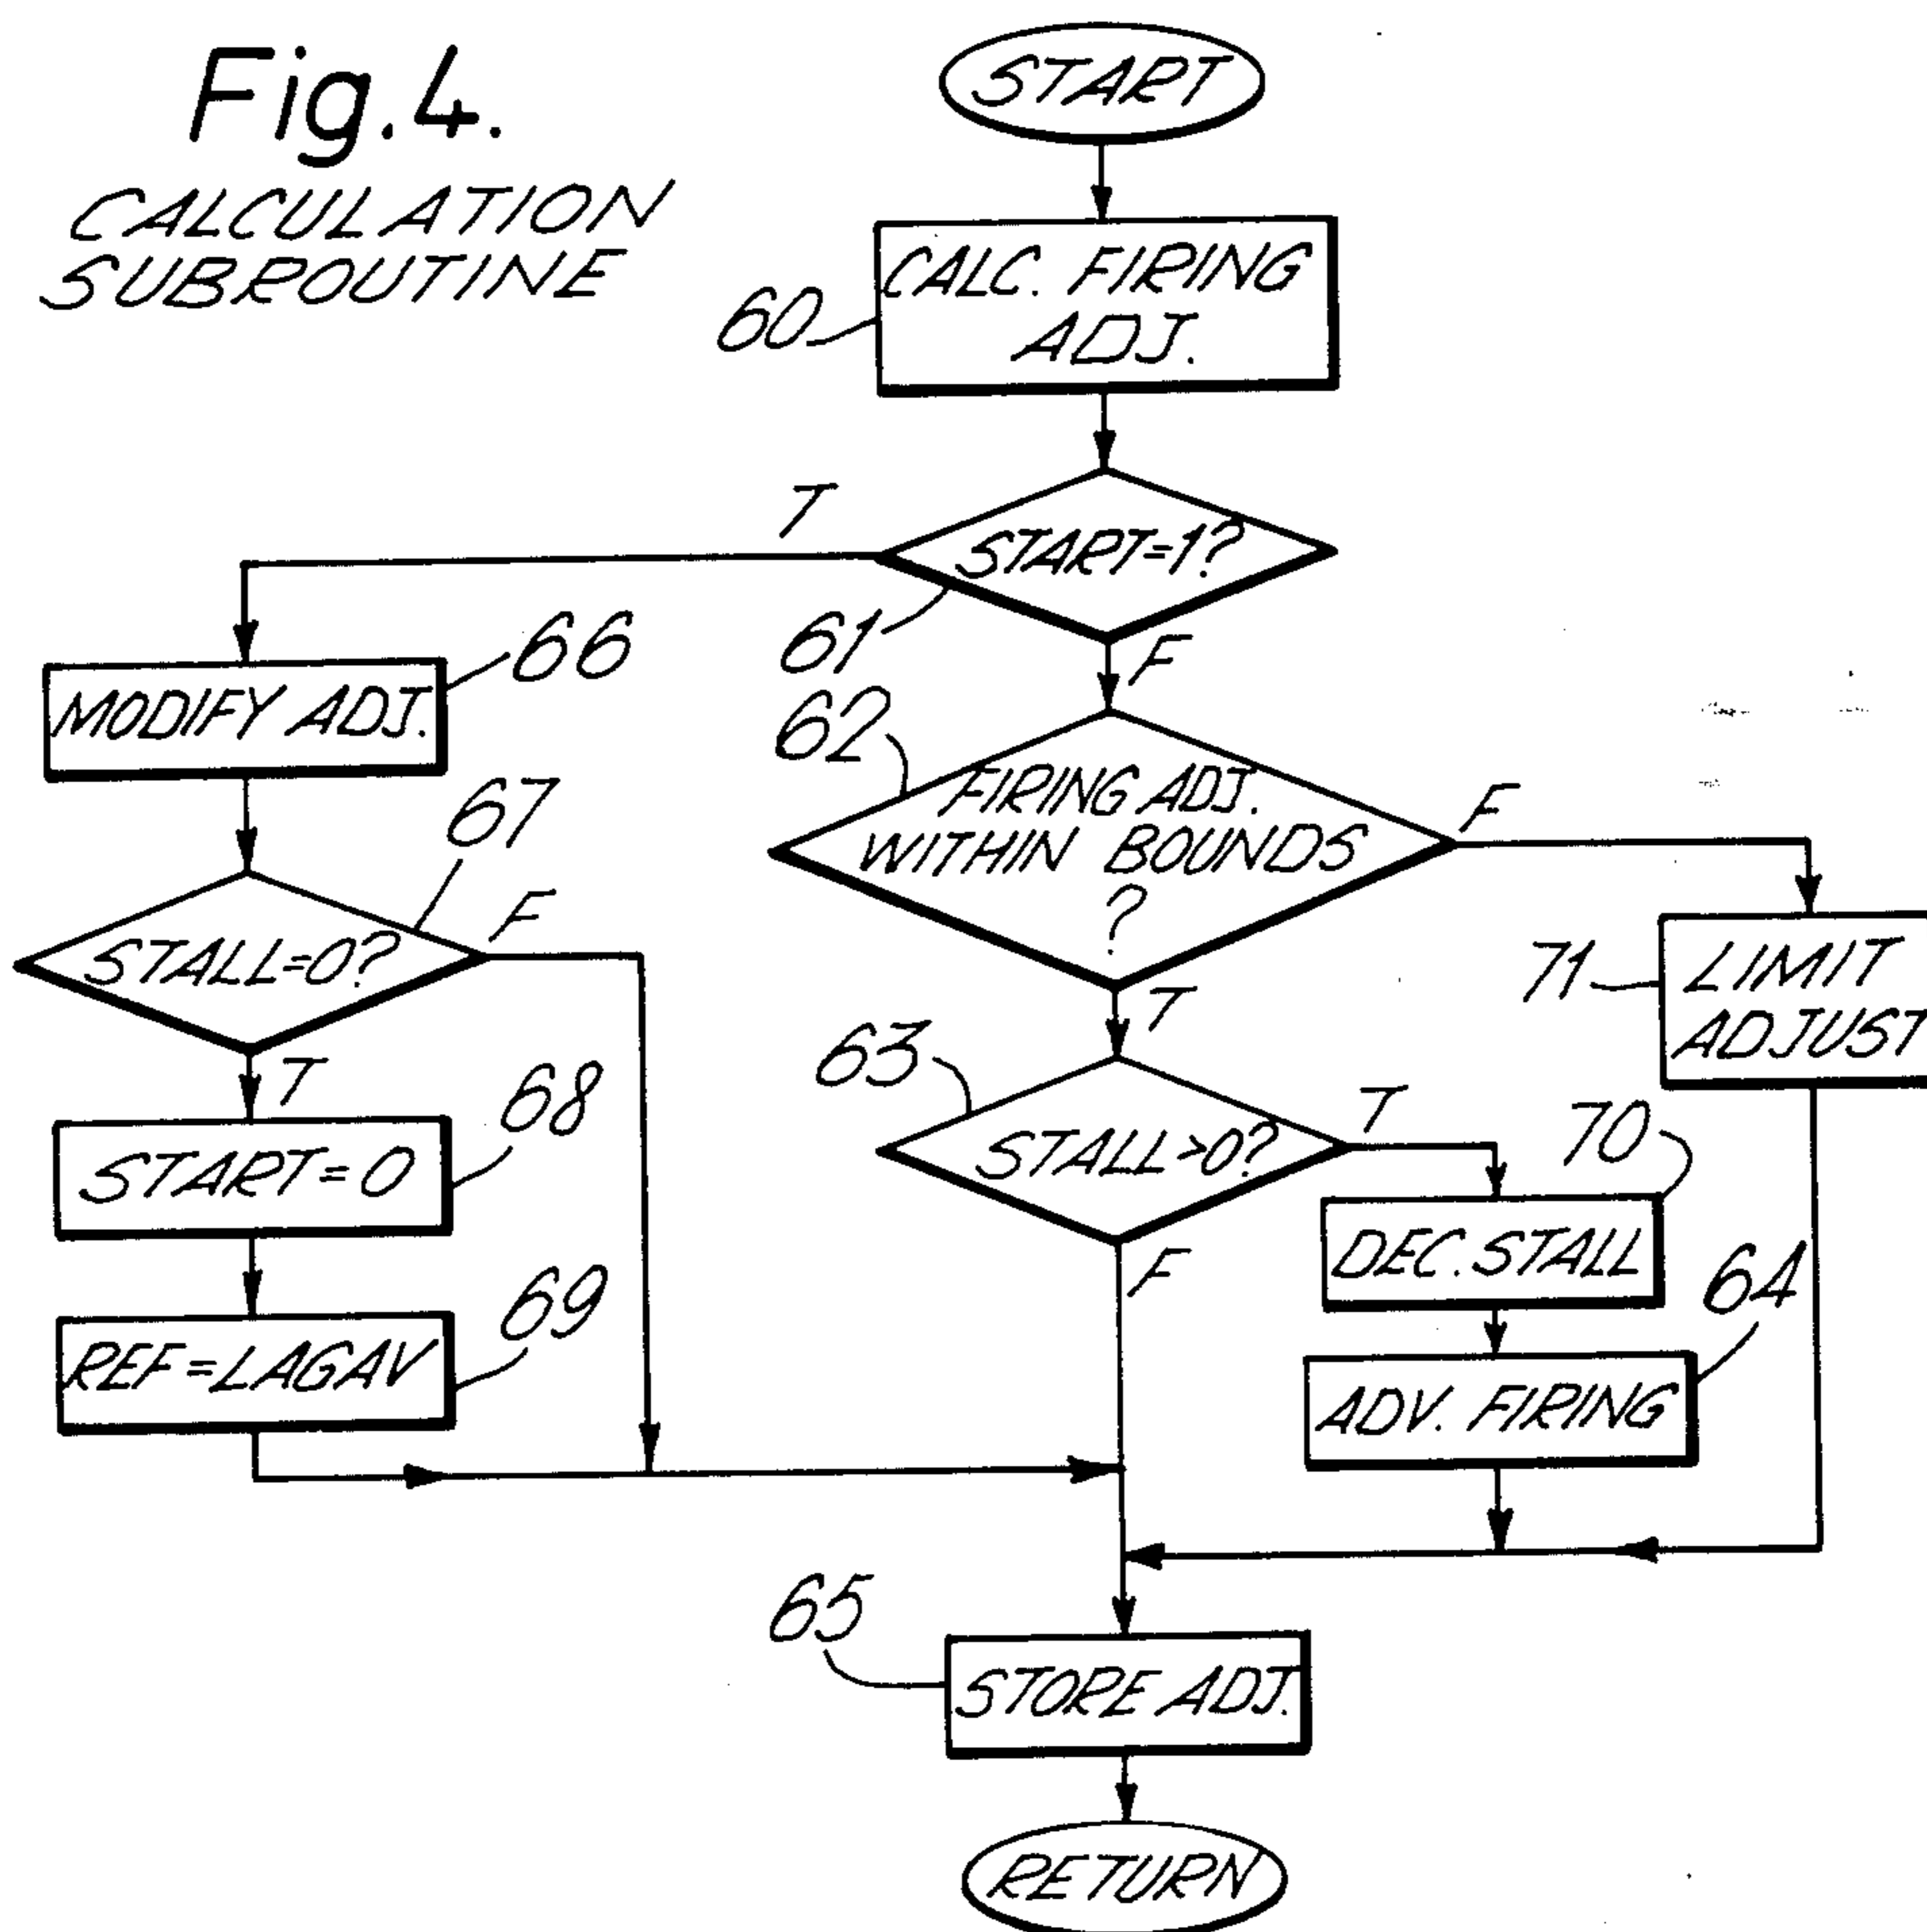 Fig.4.
CALCULATION
SUBROUTINE
START
CALC. FIRING
ADJ.
60
T
START=1?
61
F
66
MODIFY ADJ.
62
FIRING ADJ.
WITHIN BOUNDS
?
F
67
STALL=0?
F
T
71
LIMIT
ADJUST
63
STALL>0?
T
70
T
68
START=0
F
DEC. STALL
64
69
REF=LAGAV
ADV. FIRING
65
STORE ADJ.
RETURN